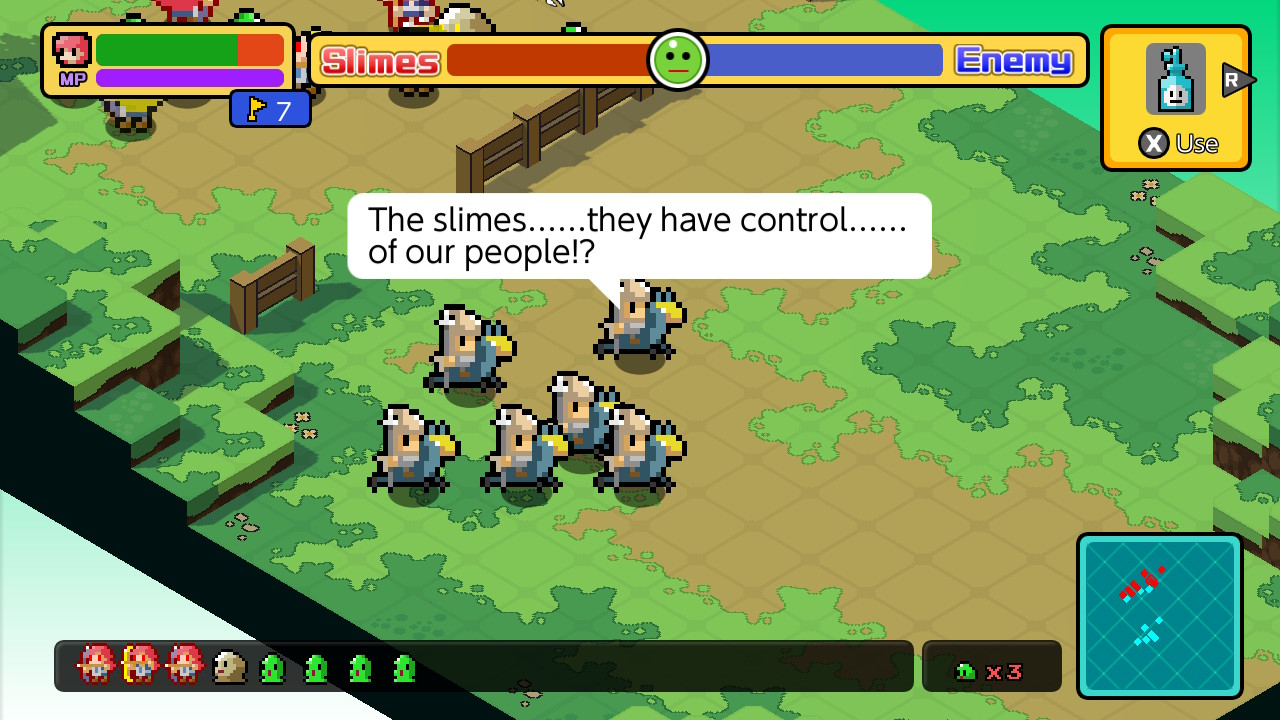 MP
7
Slimes
Enemy
R
X Use
The slimes......they have control......
of our people!?
x3